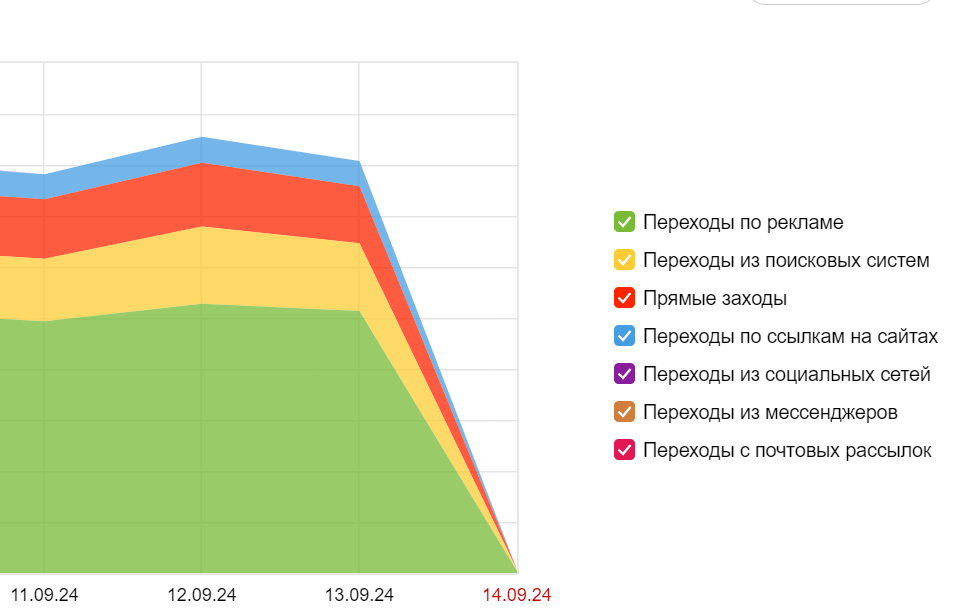 Переходы по рекламе
Переходы из поисковых систем
Прямые заходы
Переходы по ссылкам на сайтах
Переходы из социальных сетей
Переходы из мессенджеров
Переходы с почтовых рассылок
11.09.24 12.09.24 13.09.24 14.09.24